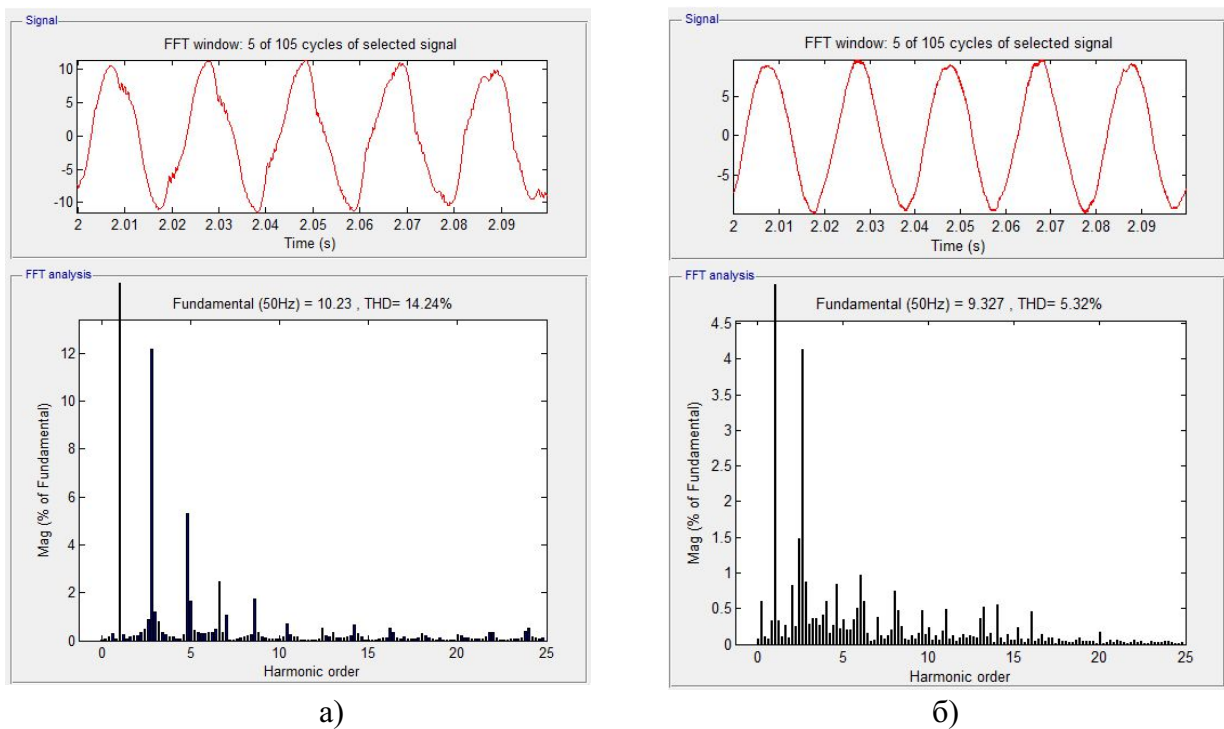 Signal
FFT window: 5 of 105 cycles of selected signal
10
5
0
-5
-10
2 2.01 2.02 2.03 2.04 2.05 2.06 2.07 2.08 2.09
Time (s)
FFT analysis
Fundamental (50Hz) = 10.23 , THD= 14.24%
Mag (% of Fundamental)
12
10
8
6
4
2
0
0 5 10 15 20 25
Harmonic order
а)
Signal
FFT window: 5 of 105 cycles of selected signal
5
0
-5
2 2.01 2.02 2.03 2.04 2.05 2.06 2.07 2.08 2.09
Time (s)
FFT analysis
Fundamental (50Hz) = 9.327 , THD= 5.32%
Mag (% of Fundamental)
4.5
4
3.5
3
2.5
2
1.5
1
0.5
0
0 5 10 15 20 25
Harmonic order
б)